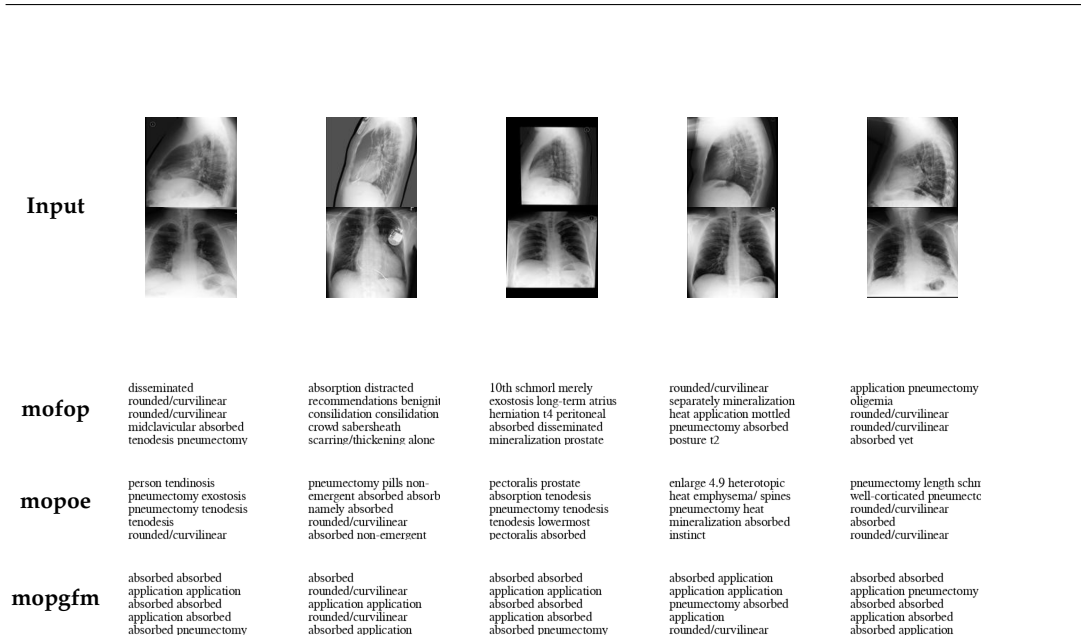 Input
mofop
disseminated
rounded/curvilinear
rounded/curvilinear
midclavicular absorbed
tenodesis pneumectomy
absorption distracted
recommendations benignit
consilidation consilidation
crowd sabersheath
scarring/thickening alone
10th schmorl merely
exostosis long-term atrius
herniation t4 peritoneal
absorbed disseminated
mineralization prostate
rounded/curvilinear
separately mineralization
heat application mottled
pneumectomy absorbed
posture t2
application pneumectomy
oligemia
rounded/curvilinear
rounded/curvilinear
absorbed yet
mopoe
person tendinosis
pneumectomy exostosis
pneumectomy tenodesis
tenodesis
rounded/curvilinear
pneumectomy pills non-
emergent absorbed absorb
namely absorbed
rounded/curvilinear
absorbed non-emergent
pectoralis prostate
absorption tenodesis
pneumectomy tenodesis
tenodesis lowermost
pectoralis absorbed
enlarge 4.9 heterotopic
heat emphysema/ spines
pneumectomy heat
mineralization absorbed
instinct
pneumectomy length schm
well-corticated pneumectc
rounded/curvilinear
absorbed
rounded/curvilinear
mopgfm
absorbed absorbed
application application
absorbed absorbed
application absorbed
absorbed pneumectomy
absorbed
rounded/curvilinear
application application
rounded/curvilinear
absorbed application
absorbed absorbed
application application
absorbed absorbed
application absorbed
absorbed pneumectomy
absorbed application
application application
pneumectomy absorbed
application
rounded/curvilinear
absorbed absorbed
application pneumectomy
absorbed absorbed
application absorbed
absorbed application